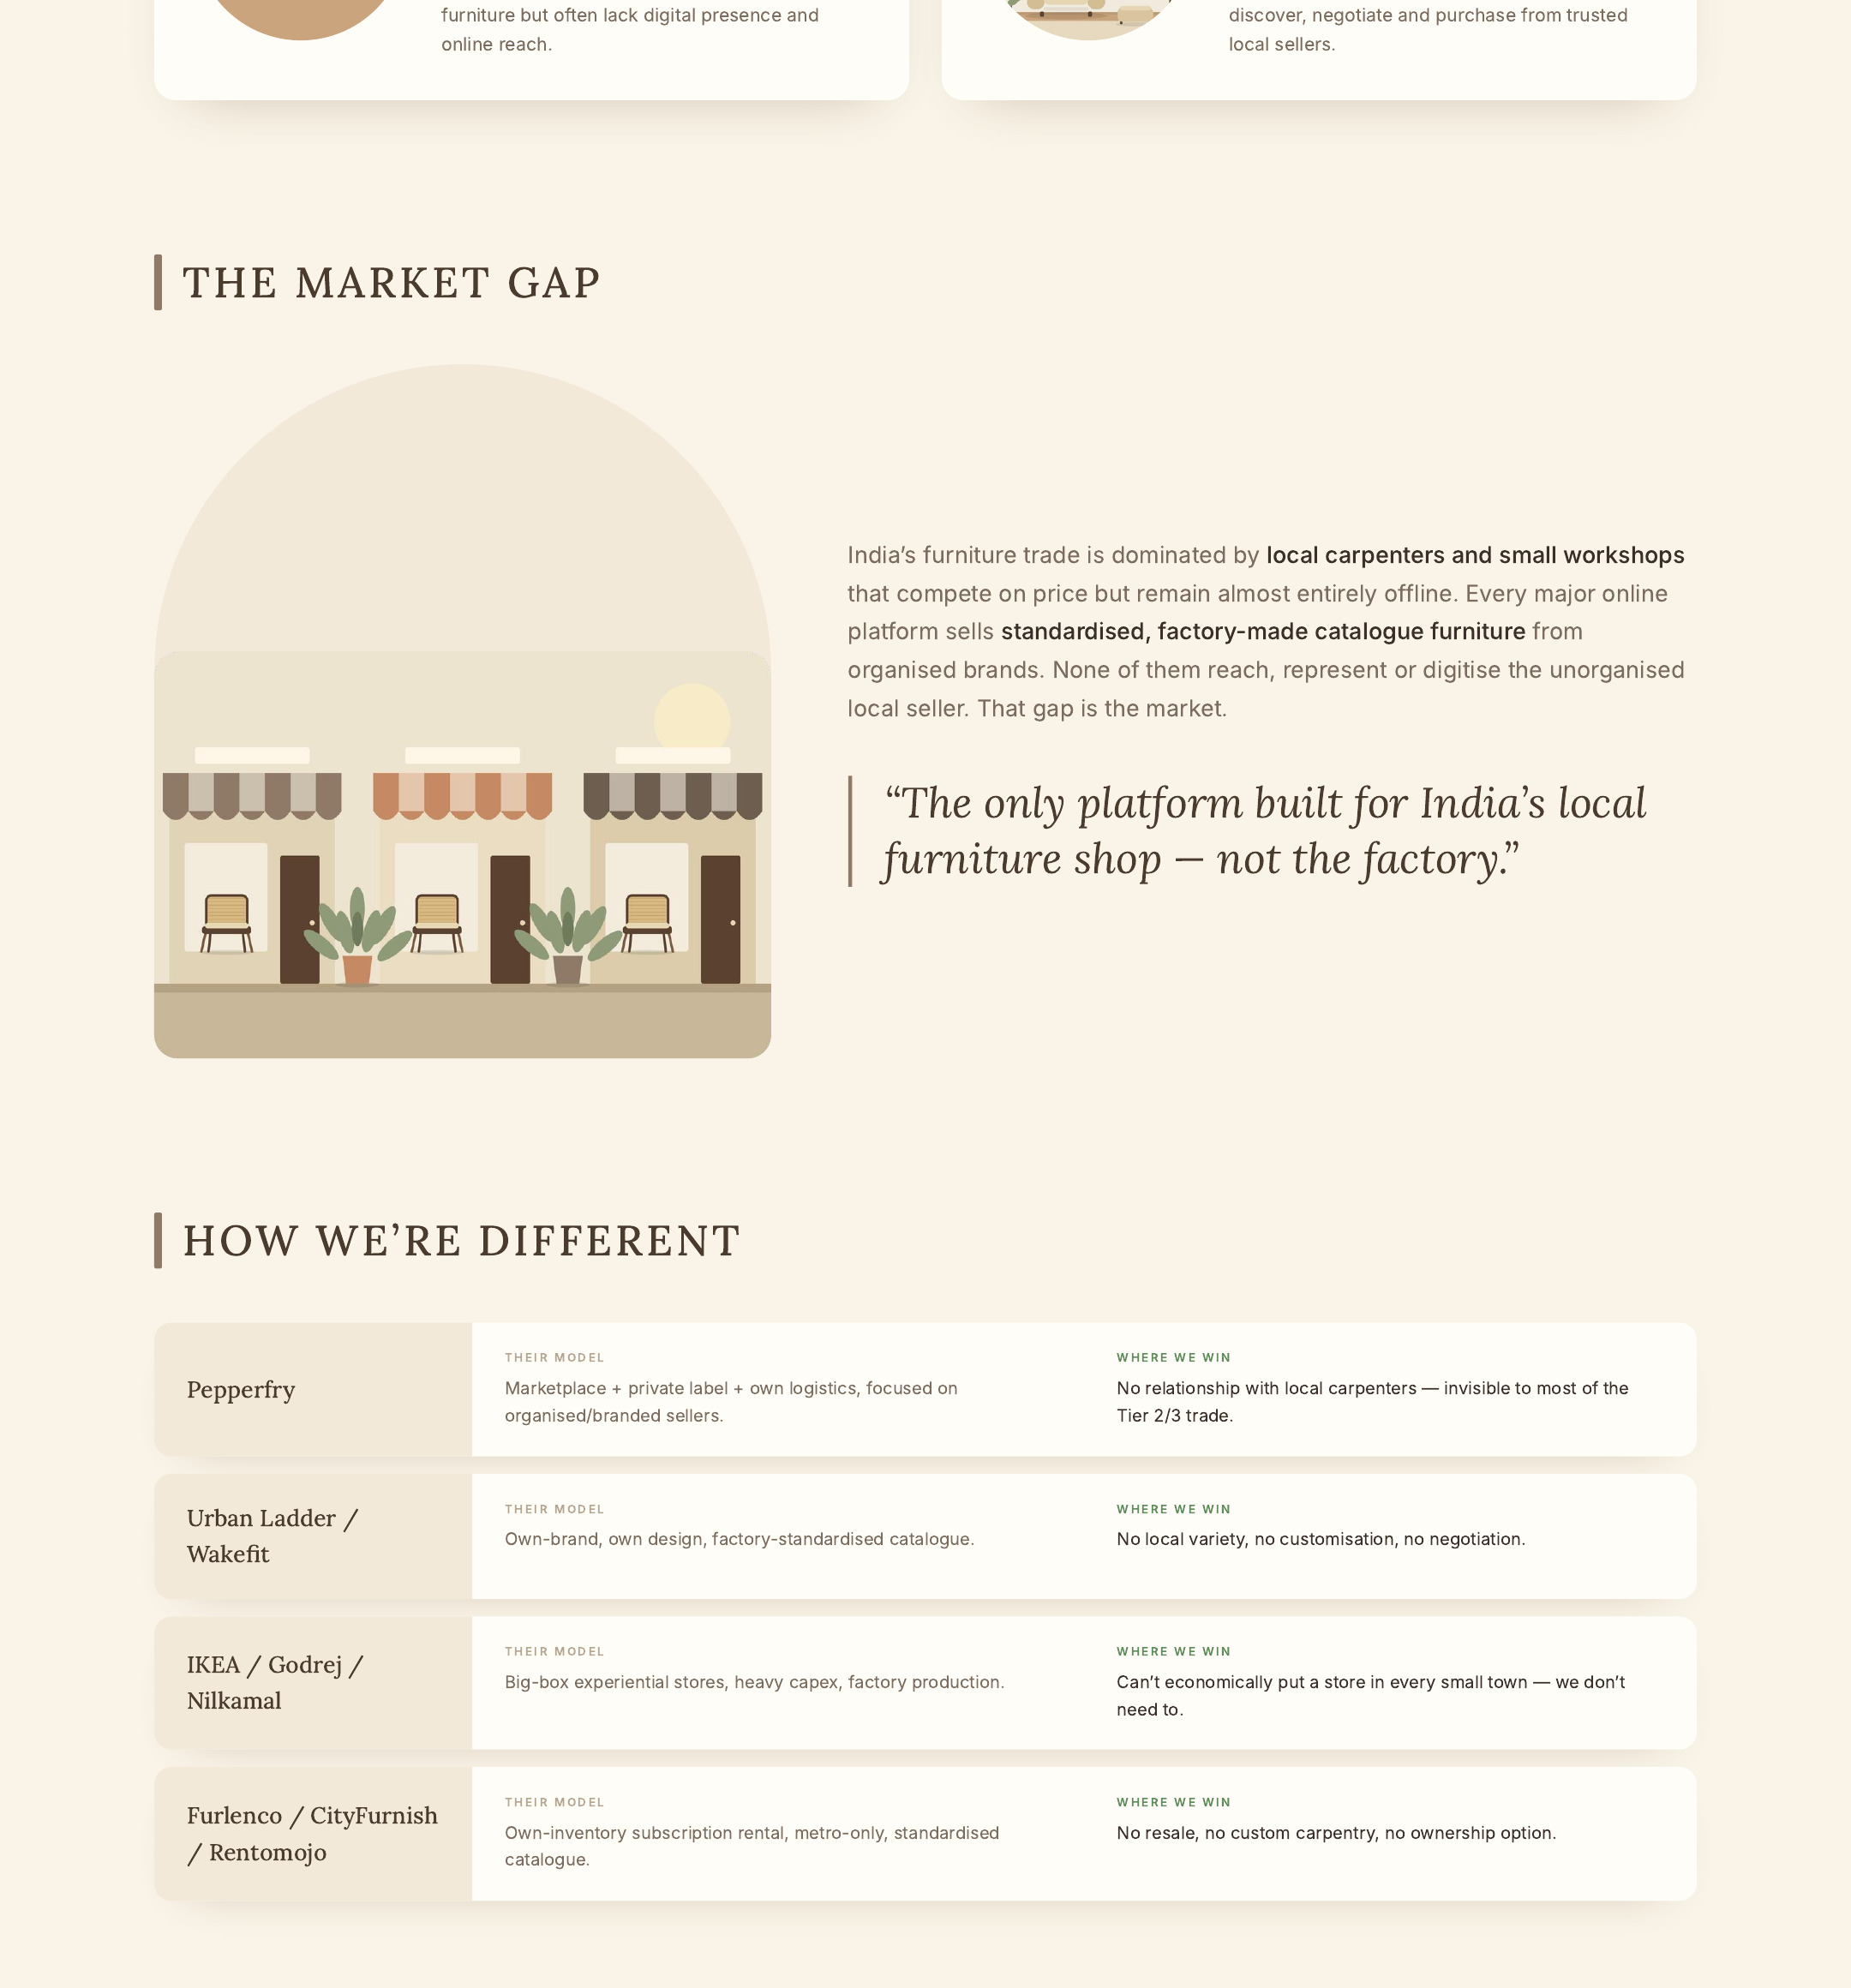 furniture but often lack digital presence and
online reach.
discover, negotiate and purchase from trusted
local sellers.
THE MARKET GAP
India’s furniture trade is dominated by local carpenters and small workshops
that compete on price but remain almost entirely offline. Every major online
platform sells standardised, factory-made catalogue furniture from
organised brands. None of them reach, represent or digitise the unorganised
local seller. That gap is the market.
“The only platform built for India’s local
furniture shop — not the factory.”
HOW WE’RE DIFFERENT
Pepperfry
THEIR MODEL
Marketplace + private label + own logistics, focused on
organised/branded sellers.
WHERE WE WIN
No relationship with local carpenters — invisible to most of the
Tier 2/3 trade.
Urban Ladder /
Wakefit
THEIR MODEL
Own-brand, own design, factory-standardised catalogue.
WHERE WE WIN
No local variety, no customisation, no negotiation.
IKEA / Godrej /
Nilkamal
THEIR MODEL
Big-box experiential stores, heavy capex, factory production.
WHERE WE WIN
Can’t economically put a store in every small town — we don’t
need to.
Furlenco / CityFurnish
/ Rentomojo
THEIR MODEL
Own-inventory subscription rental, metro-only, standardised
catalogue.
WHERE WE WIN
No resale, no custom carpentry, no ownership option.